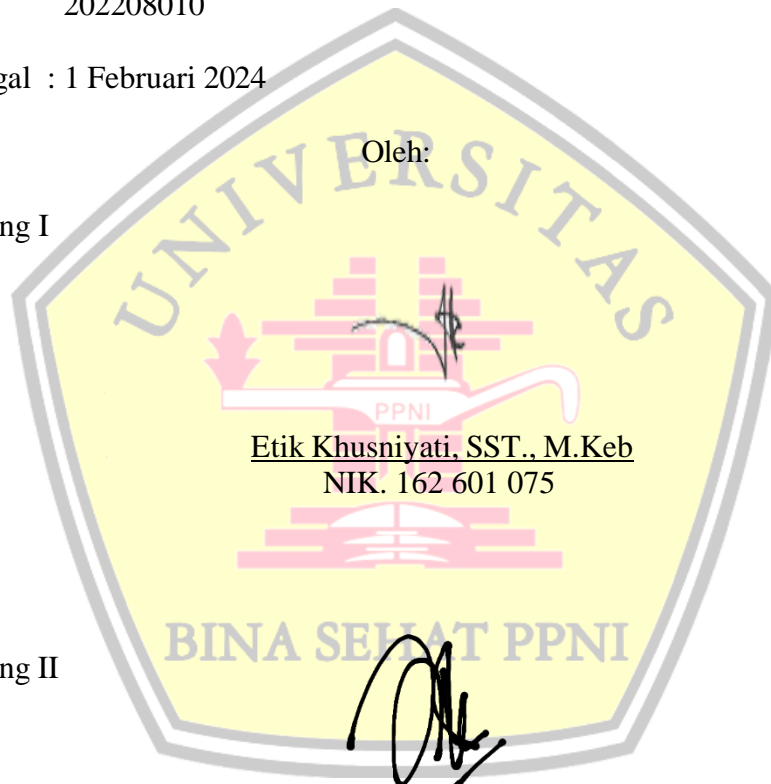 202208010
gal : 1 Februari 2024
Oleh:
UNIVERSITAS
ng I
PPNI
Etik Khusniyati, SST., M.Keb
NIK. 162 601 075
BINA SEHAT PPNI
ng II